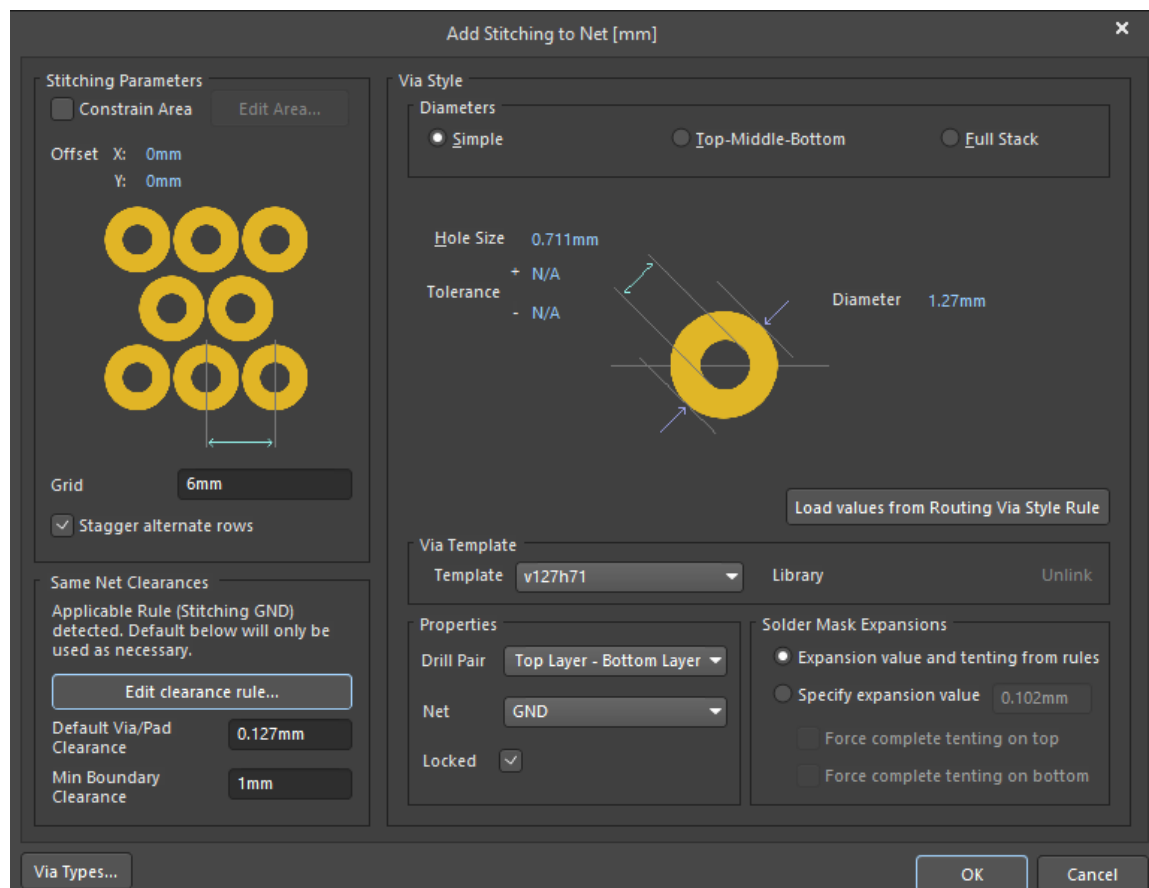 Add Stitching to Net [mm]
Stitching Parameters
Constrain Area
Edit Area...
Offset X: 0mm
Y: 0mm
Grid 6mm
Stagger alternate rows
Same Net Clearances
Applicable Rule (Stitching GND)
detected. Default below will only be
used as necessary.
Edit clearance rule...
Default Via/Pad
Clearance
0.127mm
Min Boundary
Clearance
1mm
Via Style
Diameters
Simple
Top-Middle-Bottom
Full Stack
Hole Size 0.711mm
Tolerance
+ N/A
- N/A
Diameter 1.27mm
Load values from Routing Via Style Rule
Via Template
Template v127h71
Library
Unlink
Properties
Drill Pair Top Layer - Bottom Layer
Net GND
Locked
Solder Mask Expansions
Expansion value and tenting from rules
Specify expansion value 0.102mm
Force complete tenting on top
Force complete tenting on bottom
Via Types...
OK
Cancel